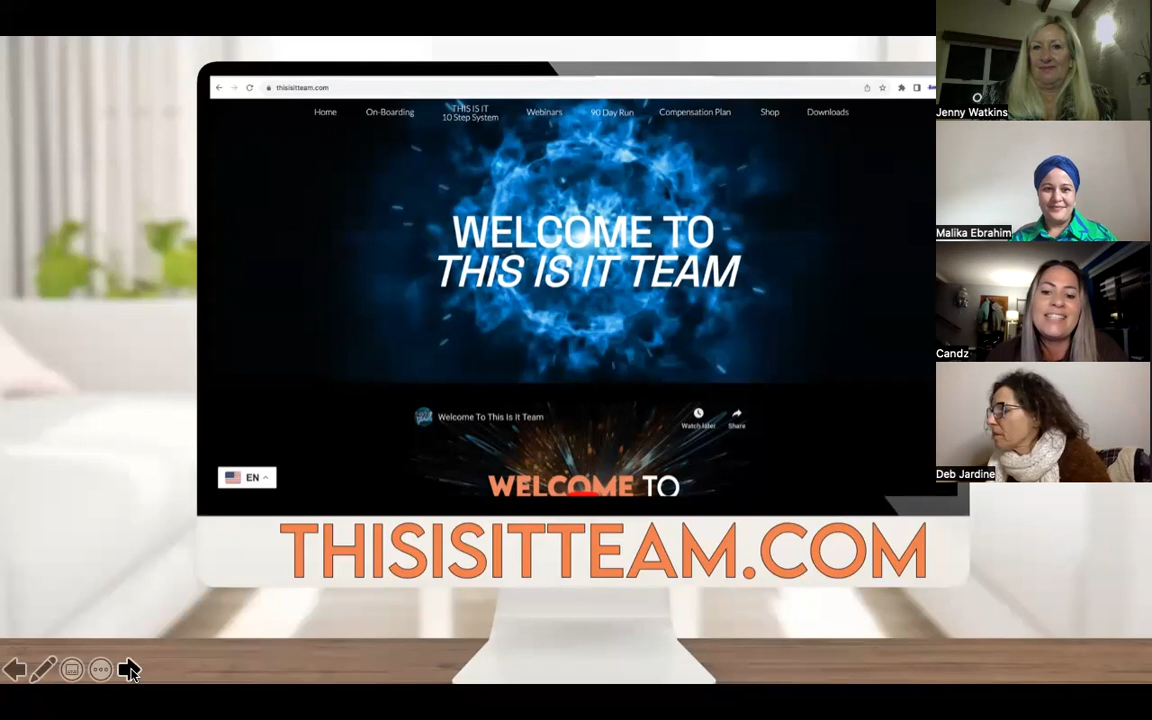 thisisitteam.com
Home
On-Boarding
THIS IS IT
10 Step System
Webinars
90 Day Run
Compensation Plan
Shop
Downloads
WELCOME TO
THIS IS IT TEAM
Welcome To This Is It Team
Watch later
Share
WELCOME TO
EN
THISISITTEAM.COM
Jenny Watkins
Malika Ebrahim
Candz
Deb Jardine